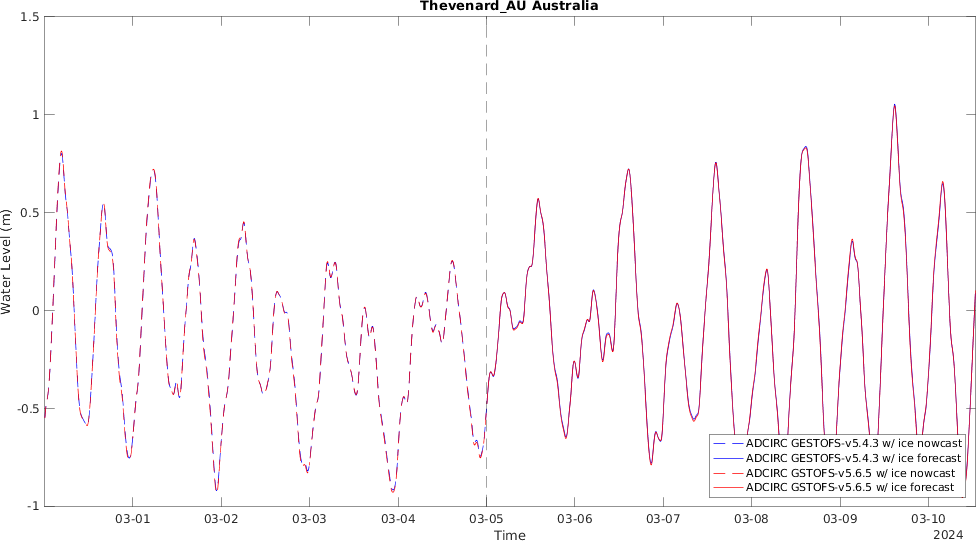 Thevenard_AU Australia
Water Level (m)
1.5
1
0.5
0
-0.5
-1
ADCIRC GESTOFS-v5.4.3 w/ ice nowcast
ADCIRC GESTOFS-v5.4.3 w/ ice forecast
ADCIRC GSTOFS-v5.6.5 w/ ice nowcast
ADCIRC GSTOFS-v5.6.5 w/ ice forecast
03-01 03-02 03-03 03-04 03-05 03-06 03-07 03-08 03-09 03-10
Time
2024